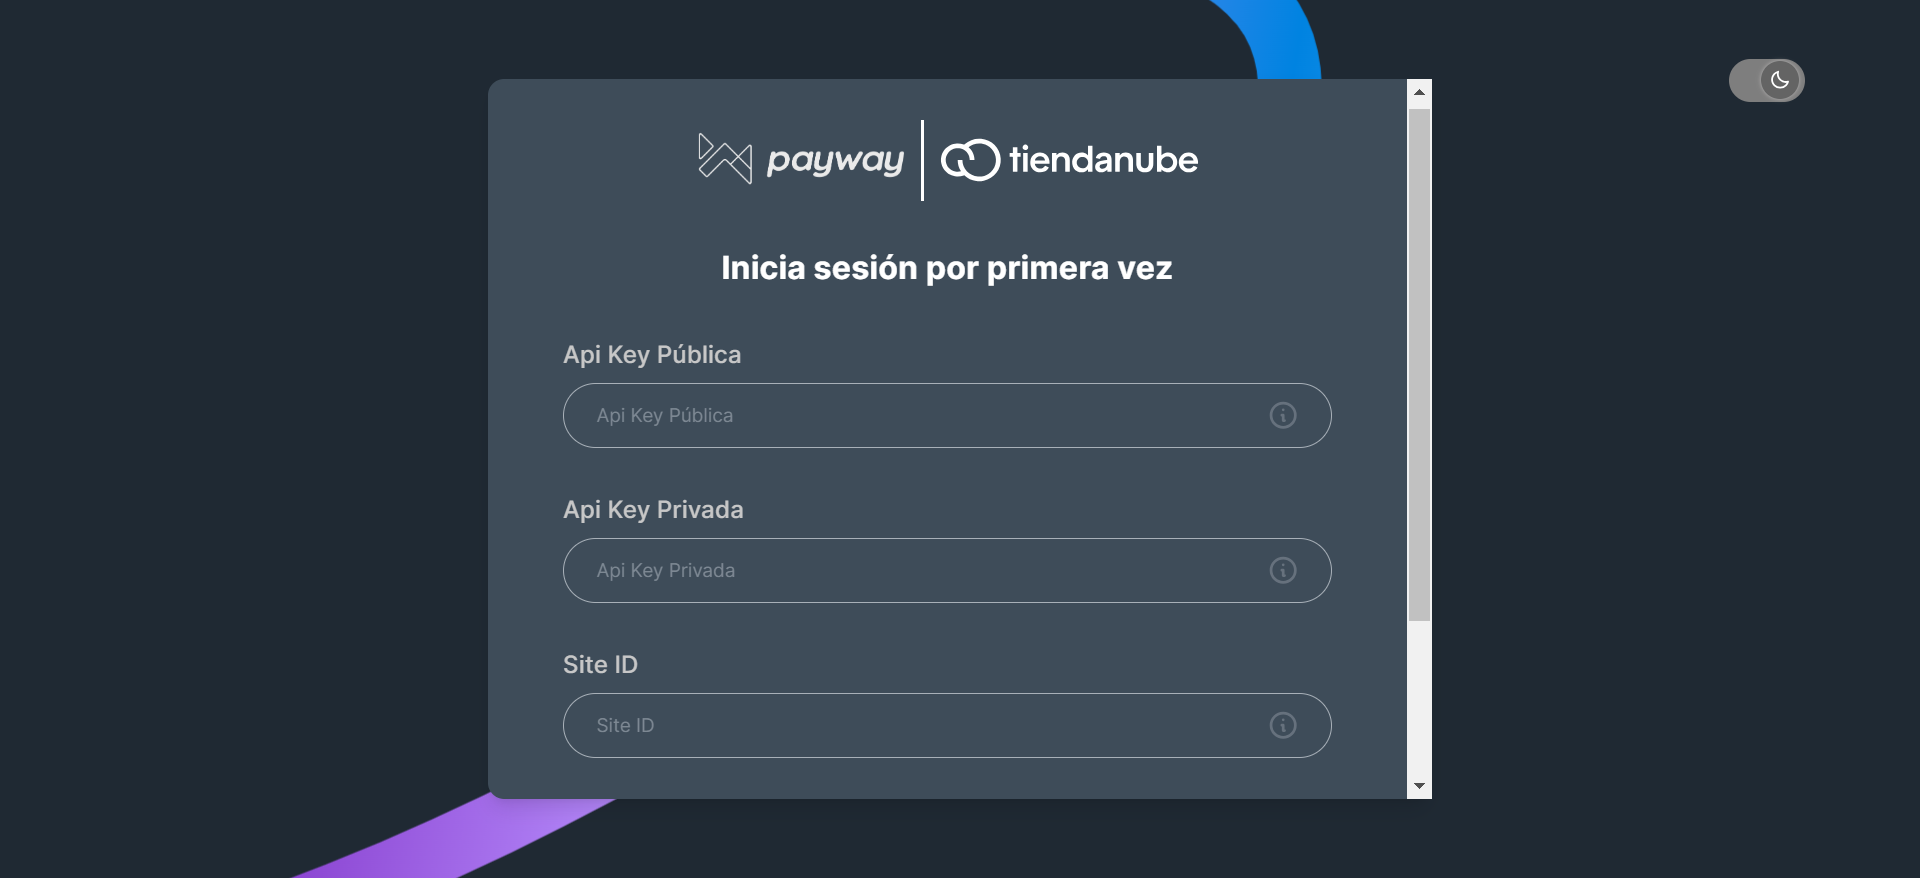 payway
tiendanube
Inicia sesión por primera vez
Api Key Pública
Api Key Pública
Api Key Privada
Api Key Privada
Site ID
Site ID